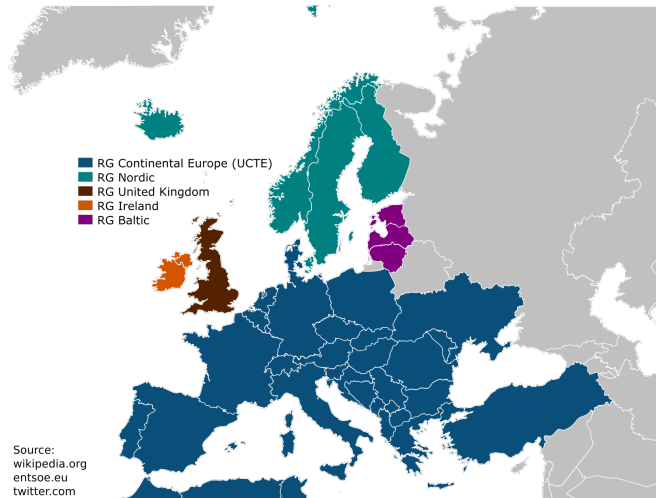 RG Continental Europe (UCTE)
RG Nordic
RG United Kingdom
RG Ireland
RG Baltic
Source:
wikipedia.org
entsoe.eu
twitter.com